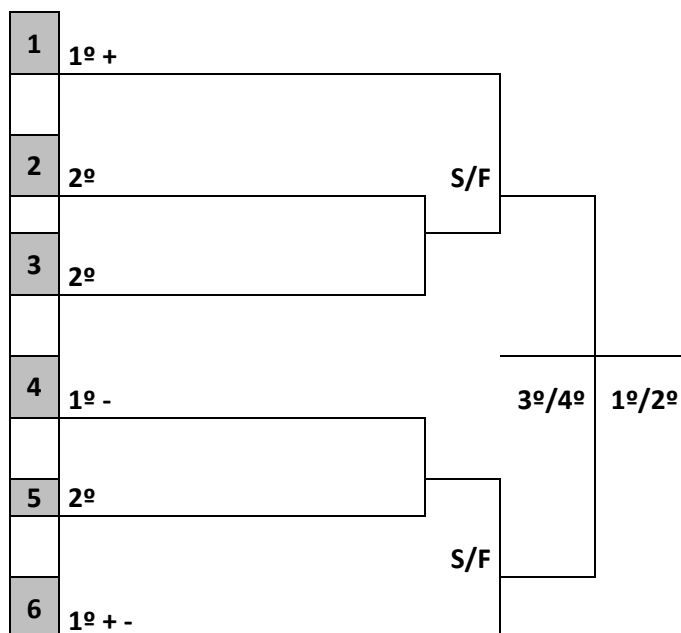 1 1º +
2 2º S/F
3 2º
4 1º - 3º/4º 1º/2º
5 2º
S/F
6 1º + -